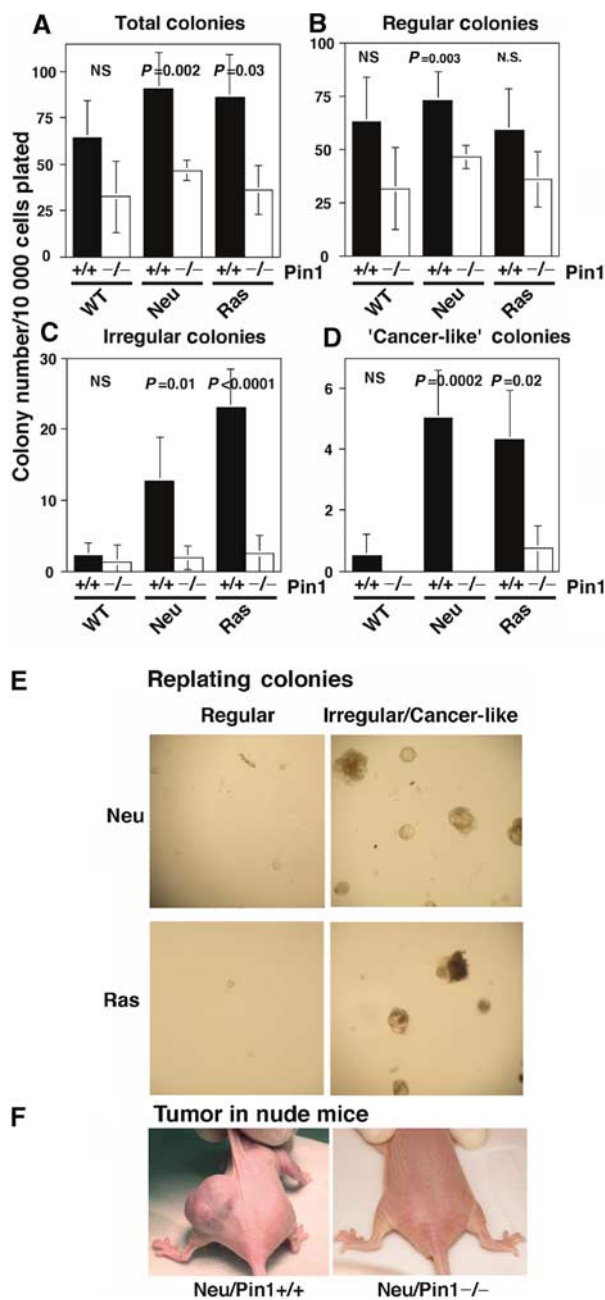 A Total colonies
NS P=0.002 P=0.03
100
75
50
25
0
+/+ −/− +/+ −/− +/+ −/− Pin1
WT Neu Ras
B Regular colonies
NS P=0.003 N.S.
100
75
50
25
0
+/+ −/− +/+ −/− +/+ −/−
WT Neu Ras
Colony number/10 000 cells plated
C Irregular colonies
NS P=0.01 P<0.0001
30
20
10
0
+/+ −/− +/+ −/− +/+ −/− Pin1
WT Neu Ras
D 'Cancer-like' colonies
NS P=0.0002 P=0.02
6
4
2
0
+/+ −/− +/+ −/− +/+ −/−
WT Neu Ras
E Replating colonies
Regular Irregular/Cancer-like
Neu
Ras
F Tumor in nude mice
Neu/Pin1+/+ Neu/Pin1−/−